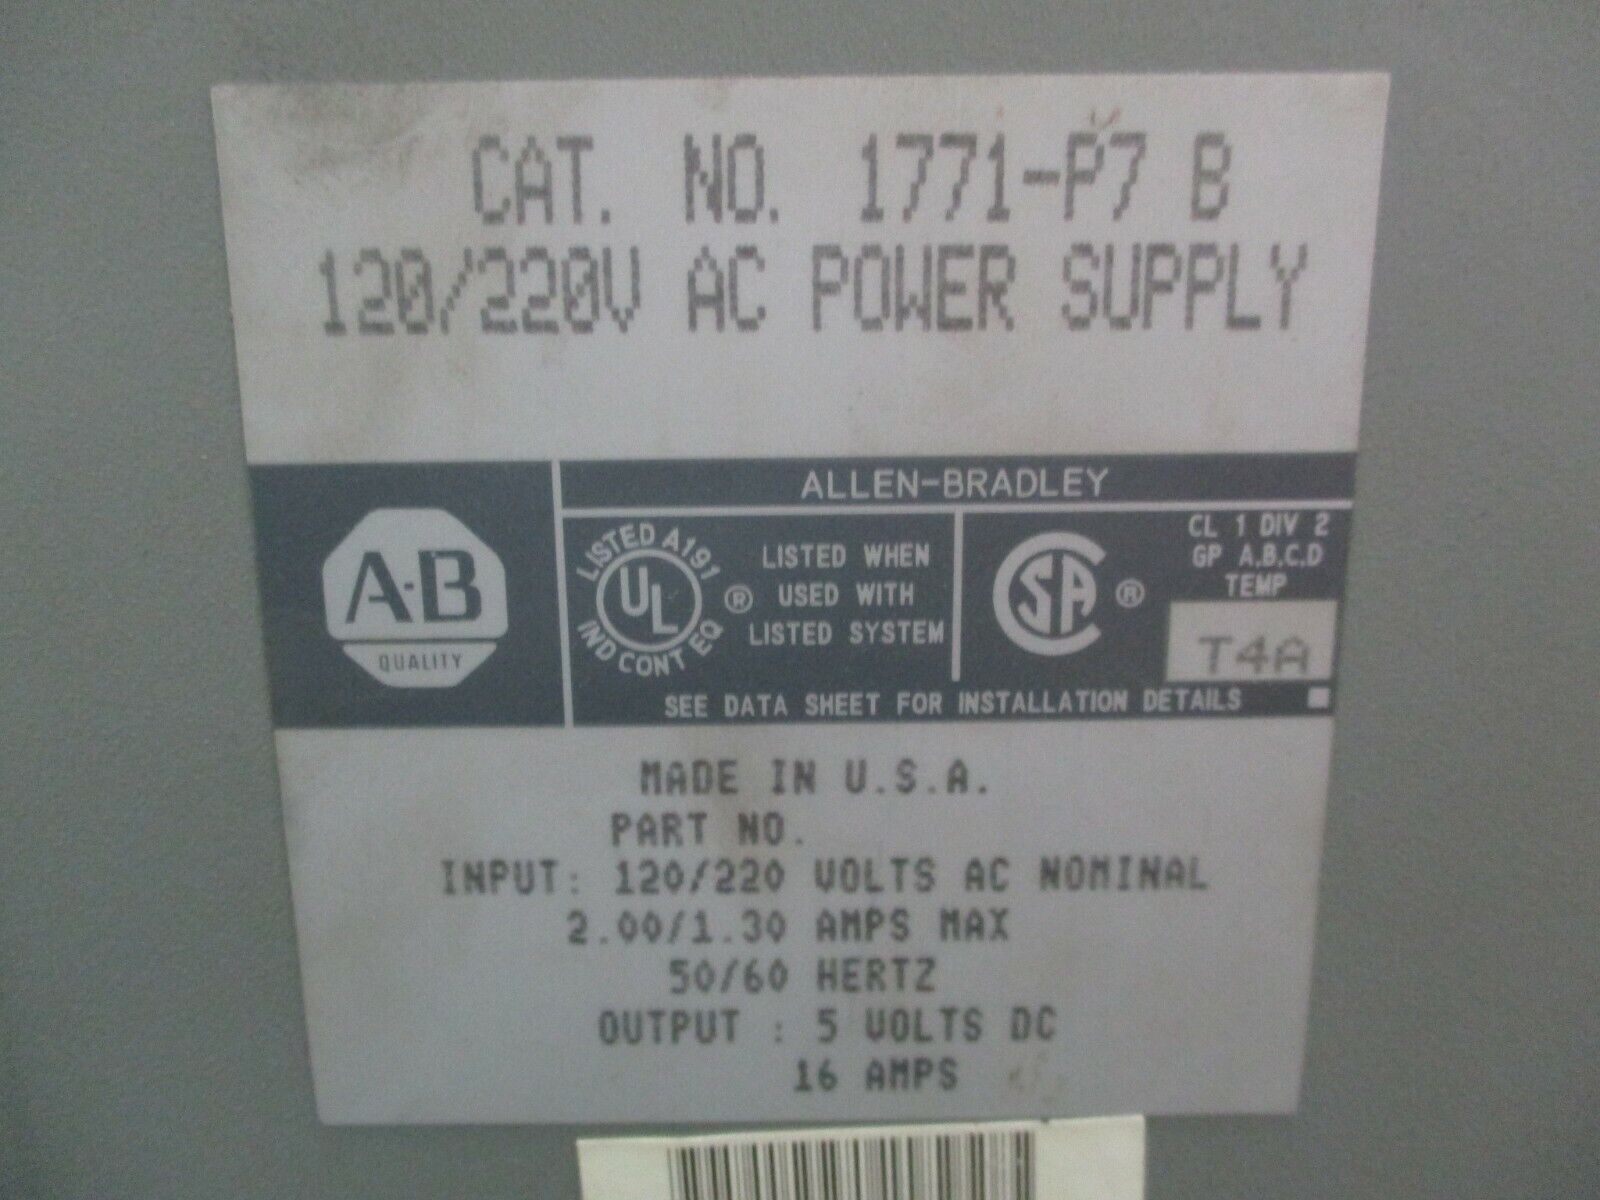 CAT. NO. 1771-P7 B
120/220V AC POWER SUPPLY
ALLEN-BRADLEY
A-B
QUALITY
LISTED A191
UL
IND CONT EQ
®
LISTED WHEN
USED WITH
LISTED SYSTEM
CSA
®
CL 1 DIV 2
GP A.B.C.D
TEMP
T4A
SEE DATA SHEET FOR INSTALLATION DETAILS
MADE IN U.S.A.
PART NO.
INPUT: 120/220 VOLTS AC NOMINAL
2.00/1.30 AMPS MAX
50/60 HERTZ
OUTPUT : 5 VOLTS DC
16 AMPS